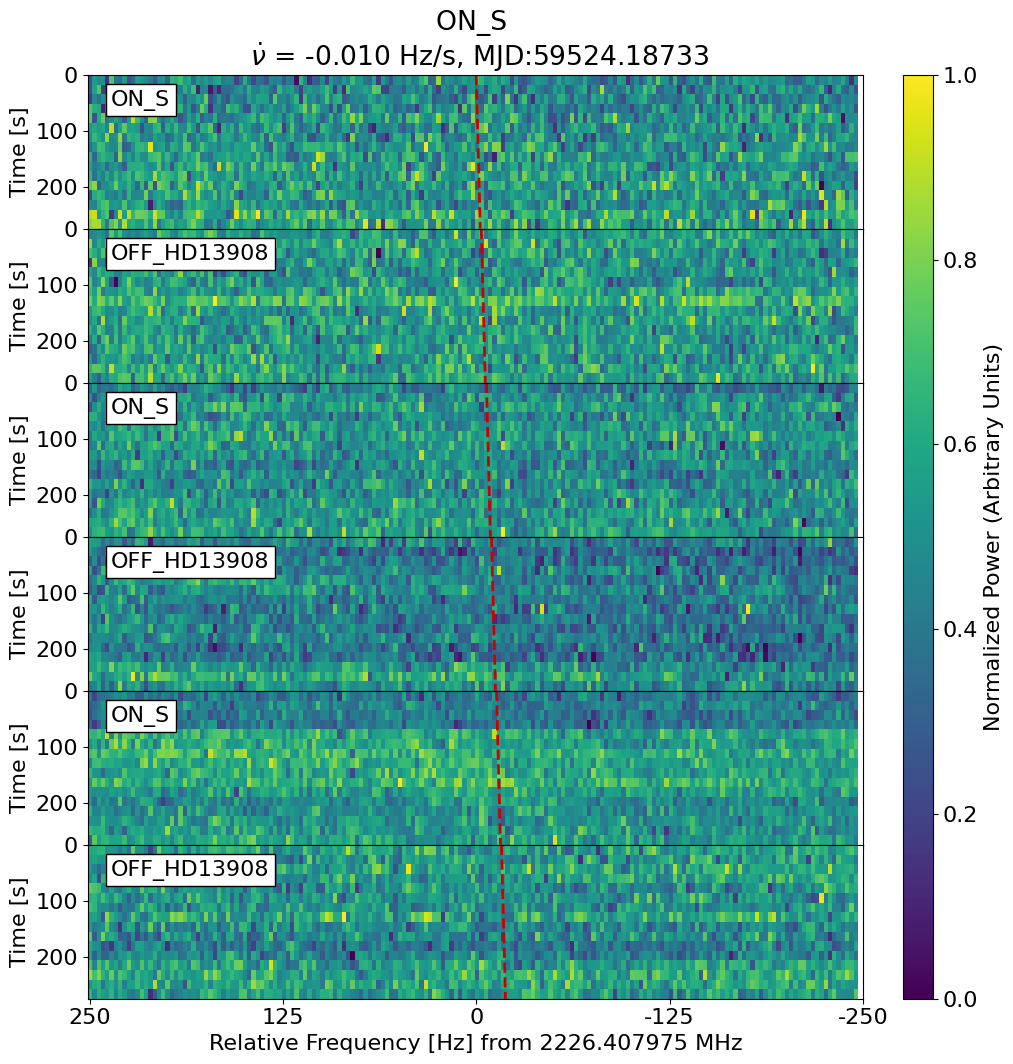 ON_S
ν̇ = -0.010 Hz/s, MJD:59524.18733
0
100
200
Time [s]
ON_S
0
100
200
Time [s]
OFF_HD13908
0
100
200
Time [s]
ON_S
0
100
200
Time [s]
OFF_HD13908
0
100
200
Time [s]
ON_S
0
100
200
Time [s]
OFF_HD13908
250 125 0 -125 -250
Relative Frequency [Hz] from 2226.407975 MHz
1.0
0.8
0.6
0.4
0.2
0.0
Normalized Power (Arbitrary Units)